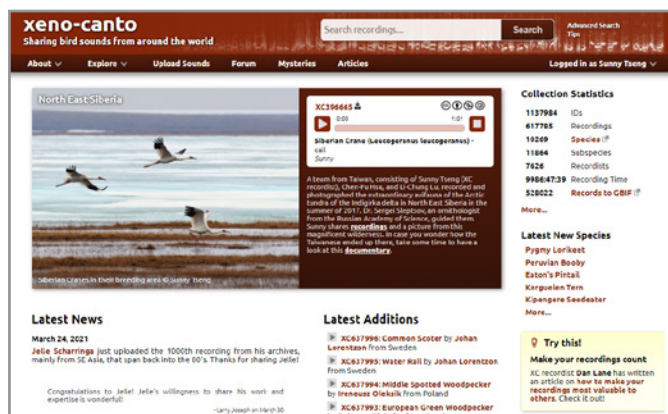 xeno-canto
Sharing bird sounds from around the world
Search recordings...
Search
Advanced Search
Tips
About
Explore
Upload Sounds
Forum
Mysteries
Articles
Logged in as Sunny Tseng
North East Siberia
XC396665
0:00
1:01
Siberian Crane (Leucogeranus leucogeranus) ·
call
Sunny
A team from Taiwan, consisting of Sunny Tseng (XC
recordist), Chen-Fu Hsa, and Li-Chung Lu, recorded and
photographed the extraordinary avifauna of the Arctic
tundra of the Indigirka delta in North East Siberia in the
summer of 2017. Dr. Sergei Sleptsov, an ornithologist
from the Russian Academy of Science, guided them.
Sunny shares recordings and a picture from this
magnificent wilderness. In case you wonder how the
Taiwanese ended up there, take some time to have a
look at this documentary.
Siberian Cranes in their breeding area © Sunny Tseng
Collection Statistics
1137984 IDs
617785 Recordings
10269 Species
11864 Subspecies
7626 Recordists
9986:47:39 Recording Time
528022 Records to GBIF
More...
Latest New Species
Pygmy Lorikeet
Peruvian Booby
Eaton's Pintail
Kerguelen Tern
Kipengere Seedeater
More...
Try this!
Make your recordings count
XC recordist Dan Lane has written
an article on how to make your
recordings most valuable to
others. Check it out!
Latest News
March 24, 2021
Jelle Scharringa just uploaded the 1000th recording from his archives,
mainly from SE Asia, that span back into the 80's. Thanks for sharing Jelle!
Congratulations to Jelle! Jelle's willingness to share his work and
expertise is wonderful!
-Larry Joseph on March 30
Latest Additions
XC637996: Common Scoter by Johan
Lorentzon from Sweden
XC637995: Water Rail by Johan Lorentzon
from Sweden
XC637994: Middle Spotted Woodpecker
by Ireneusz Oleksik from Poland
XC637993: European Green Woodpecker